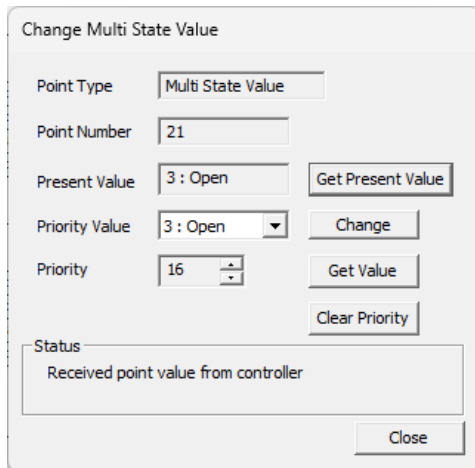 Change Multi State Value
Point Type Multi State Value
Point Number 21
Present Value 3 : Open Get Present Value
Priority Value 3 : Open Change
Priority 16 Get Value
Clear Priority
Status
Received point value from controller
Close